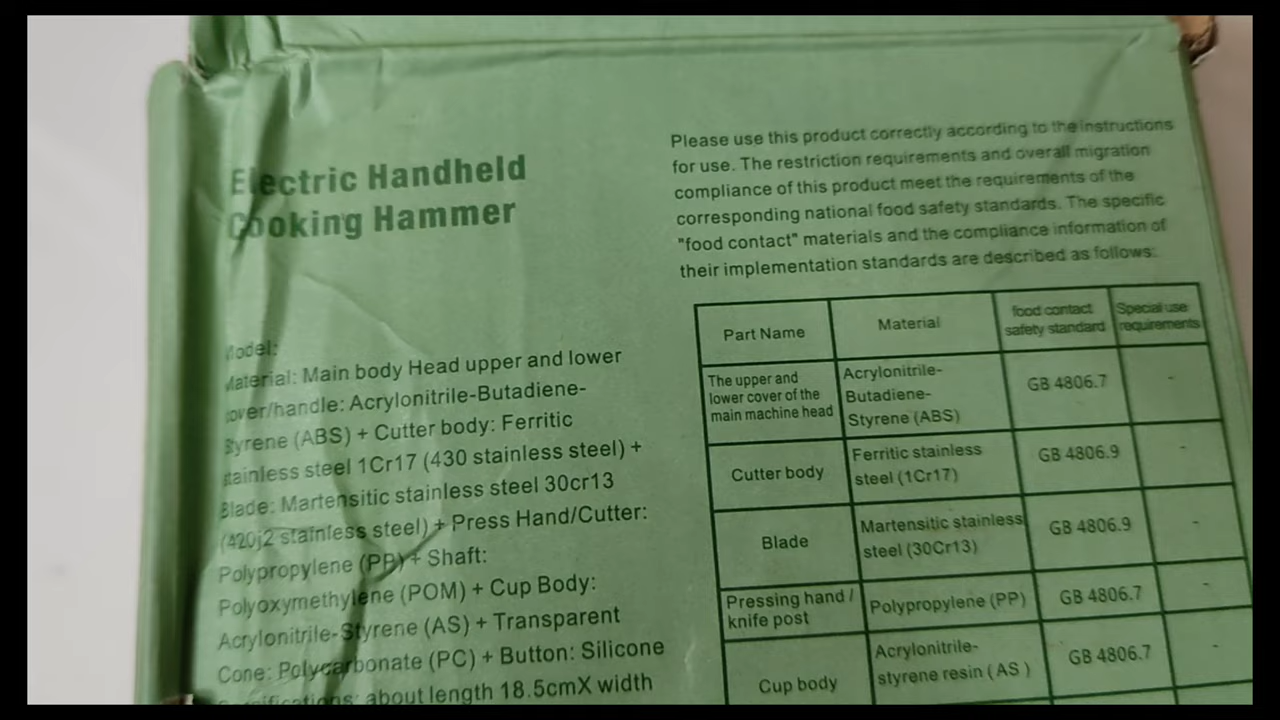 Electric Handheld
Cooking Hammer
Model:
Material: Main body Head upper and lower
cover/handle: Acrylonitrile-Butadiene-
Styrene (ABS) + Cutter body: Ferritic
stainless steel 1Cr17 (430 stainless steel) +
Blade: Martensitic stainless steel 30cr13
(420j2 stainless steel) + Press Hand/Cutter:
Polypropylene (PP) + Shaft:
Polyoxymethylene (POM) + Cup Body:
Acrylonitrile-Styrene (AS) + Transparent
Cone: Polycarbonate (PC) + Button: Silicone
about length 18.5cmX width
Please use this product correctly according to the instructions
for use. The restriction requirements and overall migration
compliance of this product meet the requirements of the
corresponding national food safety standards. The specific
"food contact" materials and the compliance information of
their implementation standards are described as follows:
Part Name
Material
food contact
safety standard
Special use
requirements
The upper and
lower cover of the
main machine head
Acrylonitrile-
Butadiene-
Styrene (ABS)
GB 4806.7
-
Cutter body
Ferritic stainless
steel (1Cr17)
GB 4806.9
-
Blade
Martensitic stainless
steel (30Cr13)
GB 4806.9
-
Pressing hand /
knife post
Polypropylene (PP)
GB 4806.7
-
Cup body
Acrylonitrile-
styrene resin (AS )
GB 4806.7
-